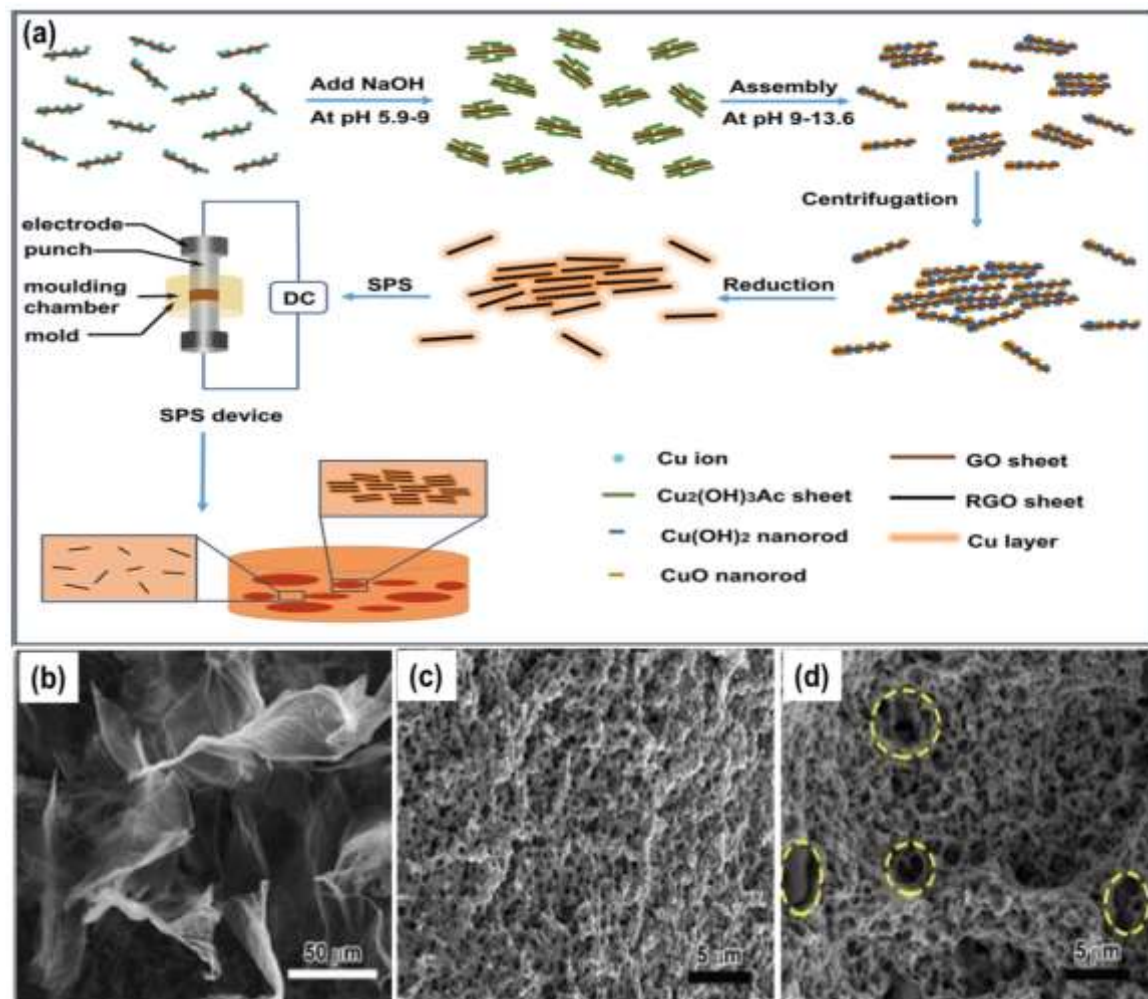 (a)
Add NaOH
At pH 5.9-9
Assembly
At pH 9-13.6
Centrifugation
electrode
punch
moulding
chamber
mold
DC
SPS
Reduction
SPS device
Cu ion
Cu₂(OH)₃Ac sheet
Cu(OH)₂ nanorod
CuO nanorod
GO sheet
RGO sheet
Cu layer
(b)
50 μm
(c)
5 μm
(d)
5 μm